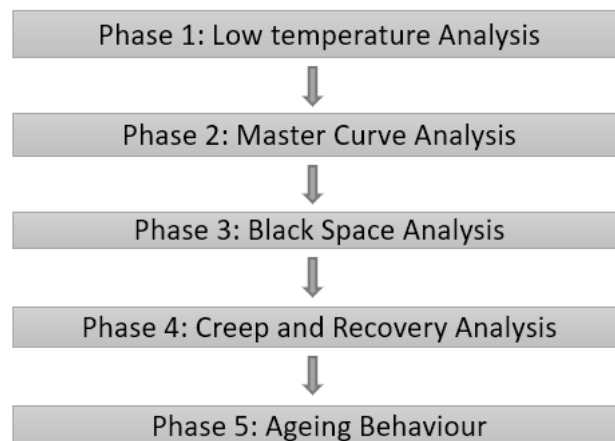 Phase 1: Low temperature Analysis
Phase 2: Master Curve Analysis
Phase 3: Black Space Analysis
Phase 4: Creep and Recovery Analysis
Phase 5: Ageing Behaviour